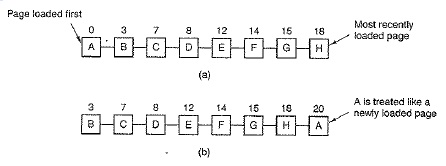 Page loaded first
0 3 7 8 12 14 15 18
Most recently
loaded page
A B C D E F G H
(a)
3 7 8 12 14 15 18 20
A is treated like a
newly loaded page
B C D E F G H A
(b)